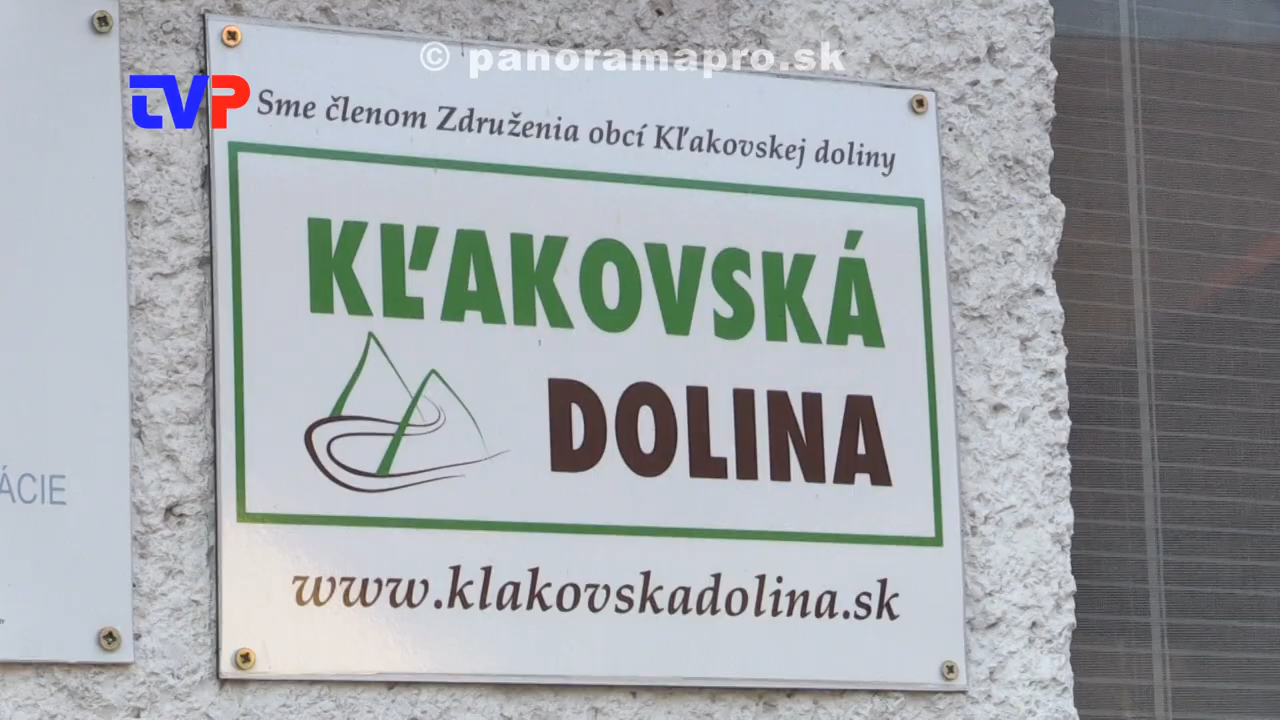 © panoramapro.sk
TVP
Sme členom Združenia obcí Kľakovskej doliny
KĽAKOVSKÁ
DOLINA
www.klakovskadolina.sk
ÁCIE